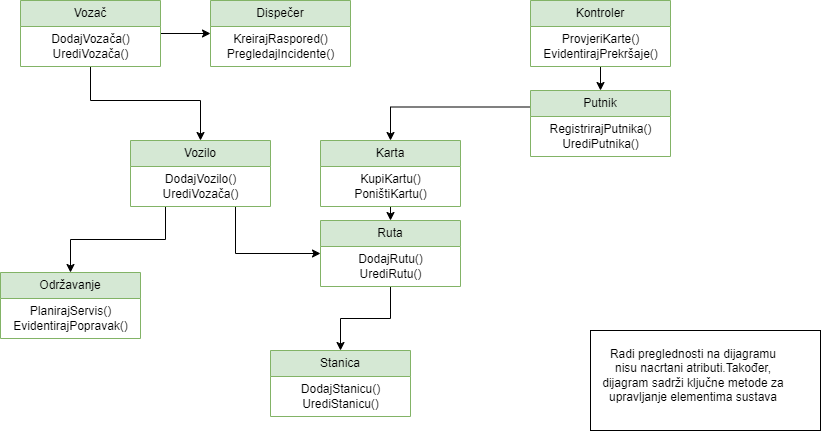 Vozač
DodajVozača()
UrediVozača()
Dispečer
KreirajRaspored()
PregledajIncidente()
Kontroler
ProvjeriKarte()
EvidentirajPrekršaje()
Putnik
RegistrirajPutnika()
UrediPutnika()
Vozilo
DodajVozilo()
UrediVozača()
Karta
KupiKartu()
PoništiKartu()
Ruta
DodajRutu()
UrediRutu()
Održavanje
PlanirajServis()
EvidentirajPopravak()
Stanica
DodajStanicu()
UrediStanicu()
Radi preglednosti na dijagramu
nisu nacrtani atributi.Također,
dijagram sadrži ključne metode za
upravljanje elementima sustava